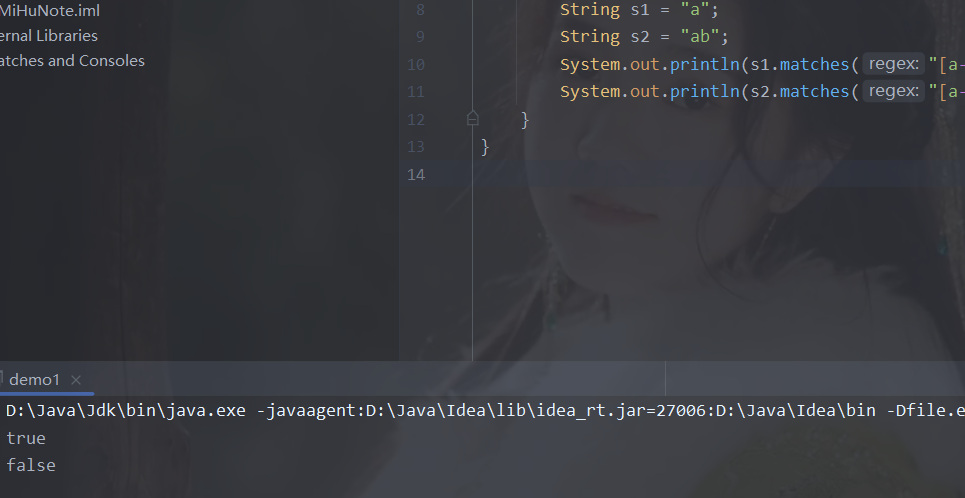 MiHuNote.iml
ernal Libraries
atches and Consoles
8 String s1 = "a";
9 String s2 = "ab";
10 System.out.println(s1.matches( regex: "[a-
11 System.out.println(s2.matches( regex: "[a-
12 }
13 }
14
demo1 ×
D:\Java\Jdk\bin\java.exe -javaagent:D:\Java\Idea\lib\idea_rt.jar=27006:D:\Java\Idea\bin -Dfile.e
true
false